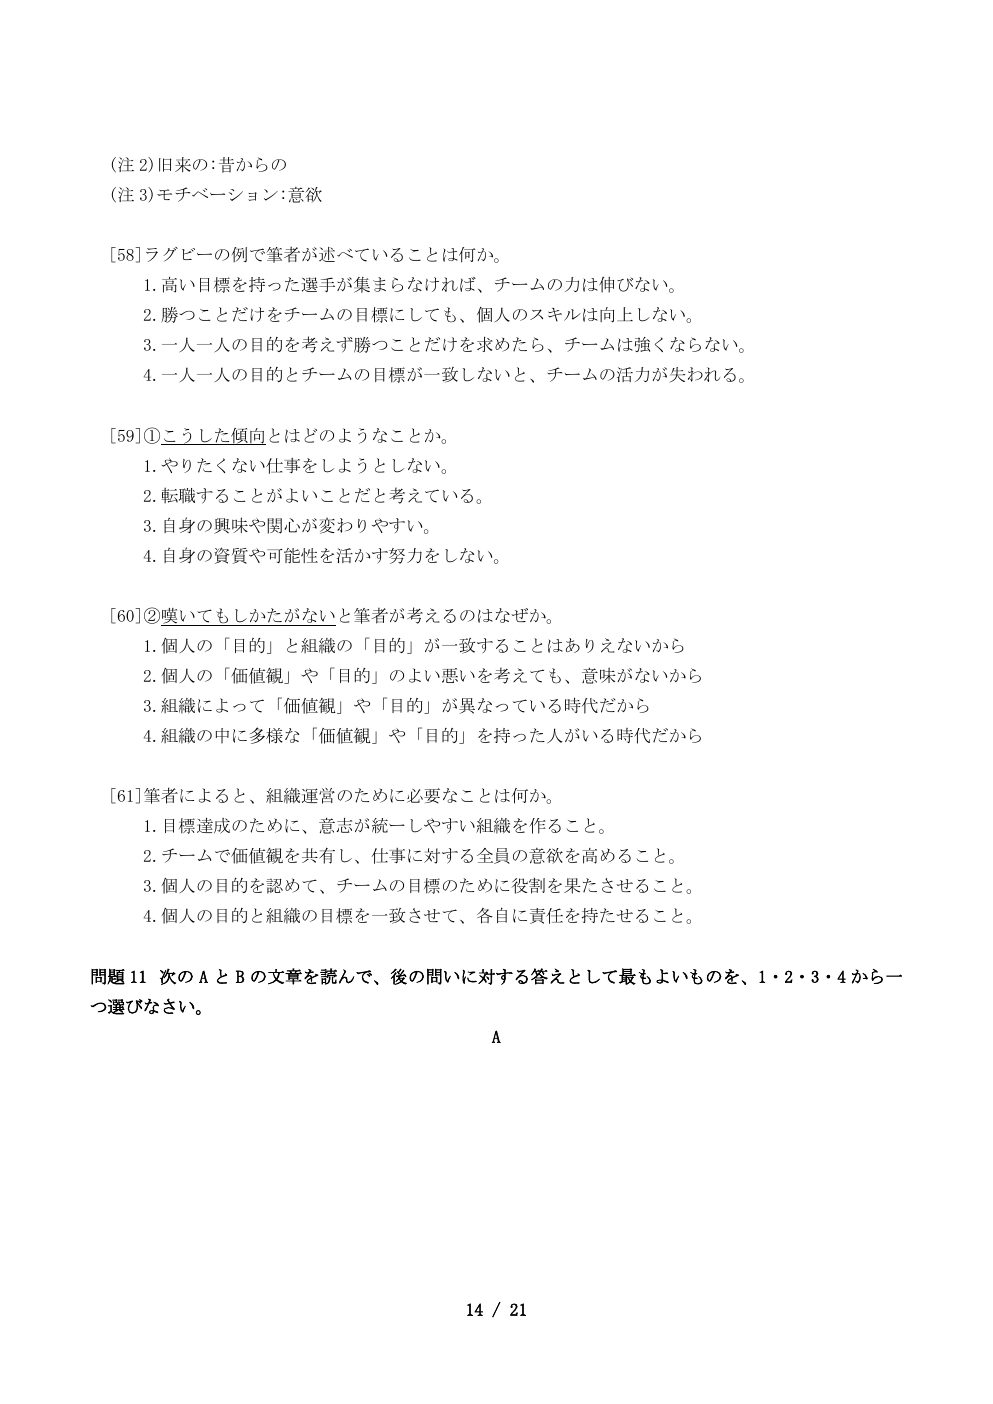 (注 2)旧来の:昔からの
(注 3)モチベーション:意欲
[58]ラグビーの例で筆者が述べていることは何か。
1.高い目標を持った選手が集まらなければ、チームの力は伸びない。
2.勝つことだけをチームの目標にしても、個人のスキルは向上しない。
3.一人一人の目的を考えず勝つことだけを求めたら、チームは強くならない。
4.一人一人の目的とチームの目標が一致しないと、チームの活力が失われる。
[59]①こうした傾向とはどのようなことか。
1.やりたくない仕事をしようとしない。
2.転職することがよいことだと考えている。
3.自身の興味や関心が変わりやすい。
4.自身の資質や可能性を活かす努力をしない。
[60]②嘆いてもしかたがないと筆者が考えるのはなぜか。
1.個人の「目的」と組織の「目的」が一致することはありえないから
2.個人の「価値観」や「目的」のよい悪いを考えても、意味がないから
3.組織によって「価値観」や「目的」が異なっている時代だから
4.組織の中に多様な「価値観」や「目的」を持った人がいる時代だから
[61]筆者によると、組織運営のために必要なことは何か。
1.目標達成のために、意志が統一しやすい組織を作ること。
2.チームで価値観を共有し、仕事に対する全員の意欲を高めること。
3.個人の目的を認めて、チームの目標のために役割を果たさせること。
4.個人の目的と組織の目標を一致させて、各自に責任を持たせること。
問題 11 次の A と B の文章を読んで、後の問いに対する答えとして最もよいものを、1・2・3・4 から一
つ選びなさい。
A
14 / 21